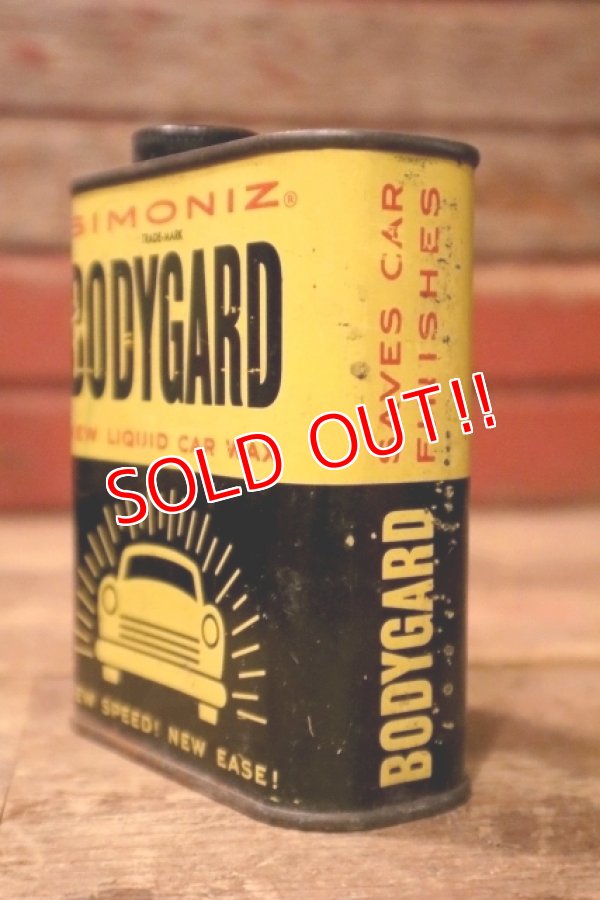 SIMONIZ®
TRADE-MARK
BODYGARD
NEW LIQUID CAR WAX
NEW SPEED! NEW EASE!
SAVES CAR
FINISHES
BODYGARD
SOLD OUT!!